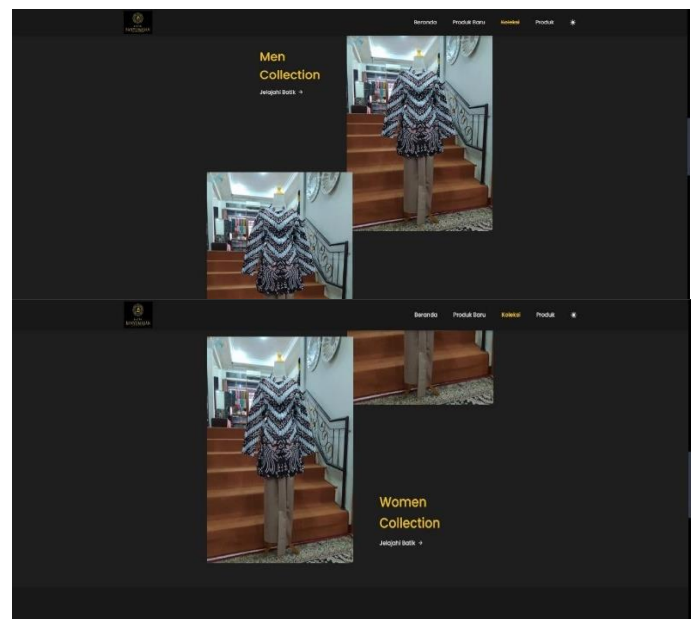 Beranda Produk Baru Koleksi Produk
Men
Collection
Jelajahi Batik →
Beranda Produk Baru Koleksi Produk
Women
Collection
Jelajahi Batik →